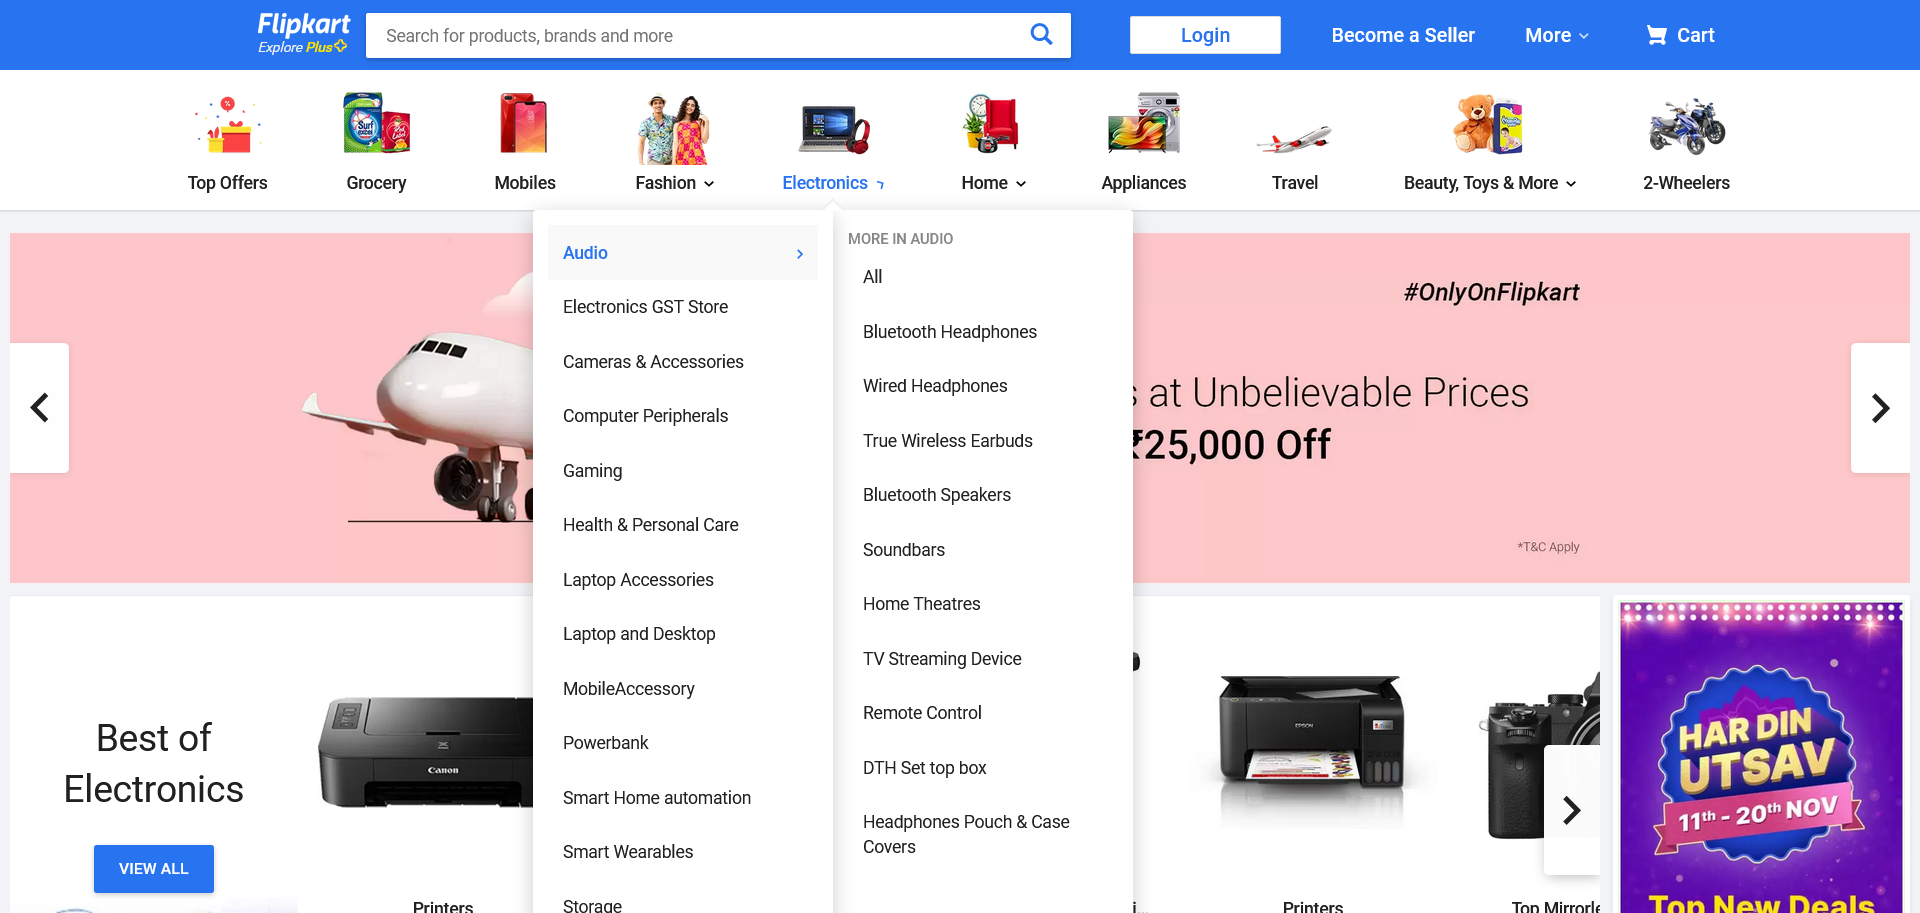 Flipkart
Explore Plus
Search for products, brands and more
Login
Become a Seller
More
Cart
Top Offers
Grocery
Mobiles
Fashion
Electronics
Home
Appliances
Travel
Beauty, Toys & More
2-Wheelers
Audio
Electronics GST Store
Cameras & Accessories
Computer Peripherals
Gaming
Health & Personal Care
Laptop Accessories
Laptop and Desktop
MobileAccessory
Powerbank
Smart Home automation
Smart Wearables
Storage
MORE IN AUDIO
All
Bluetooth Headphones
Wired Headphones
True Wireless Earbuds
Bluetooth Speakers
Soundbars
Home Theatres
TV Streaming Device
Remote Control
DTH Set top box
Headphones Pouch & Case
Covers
#OnlyOnFlipkart
s at Unbelievable Prices
₹25,000 Off
*T&C Apply
Best of
Electronics
VIEW ALL
Canon
Printers
i...
EPSON
Printers
Top Mirrorle
HAR DIN
UTSAV
11th - 20th NOV
Top New Deals
Surf
excel
Red
Label